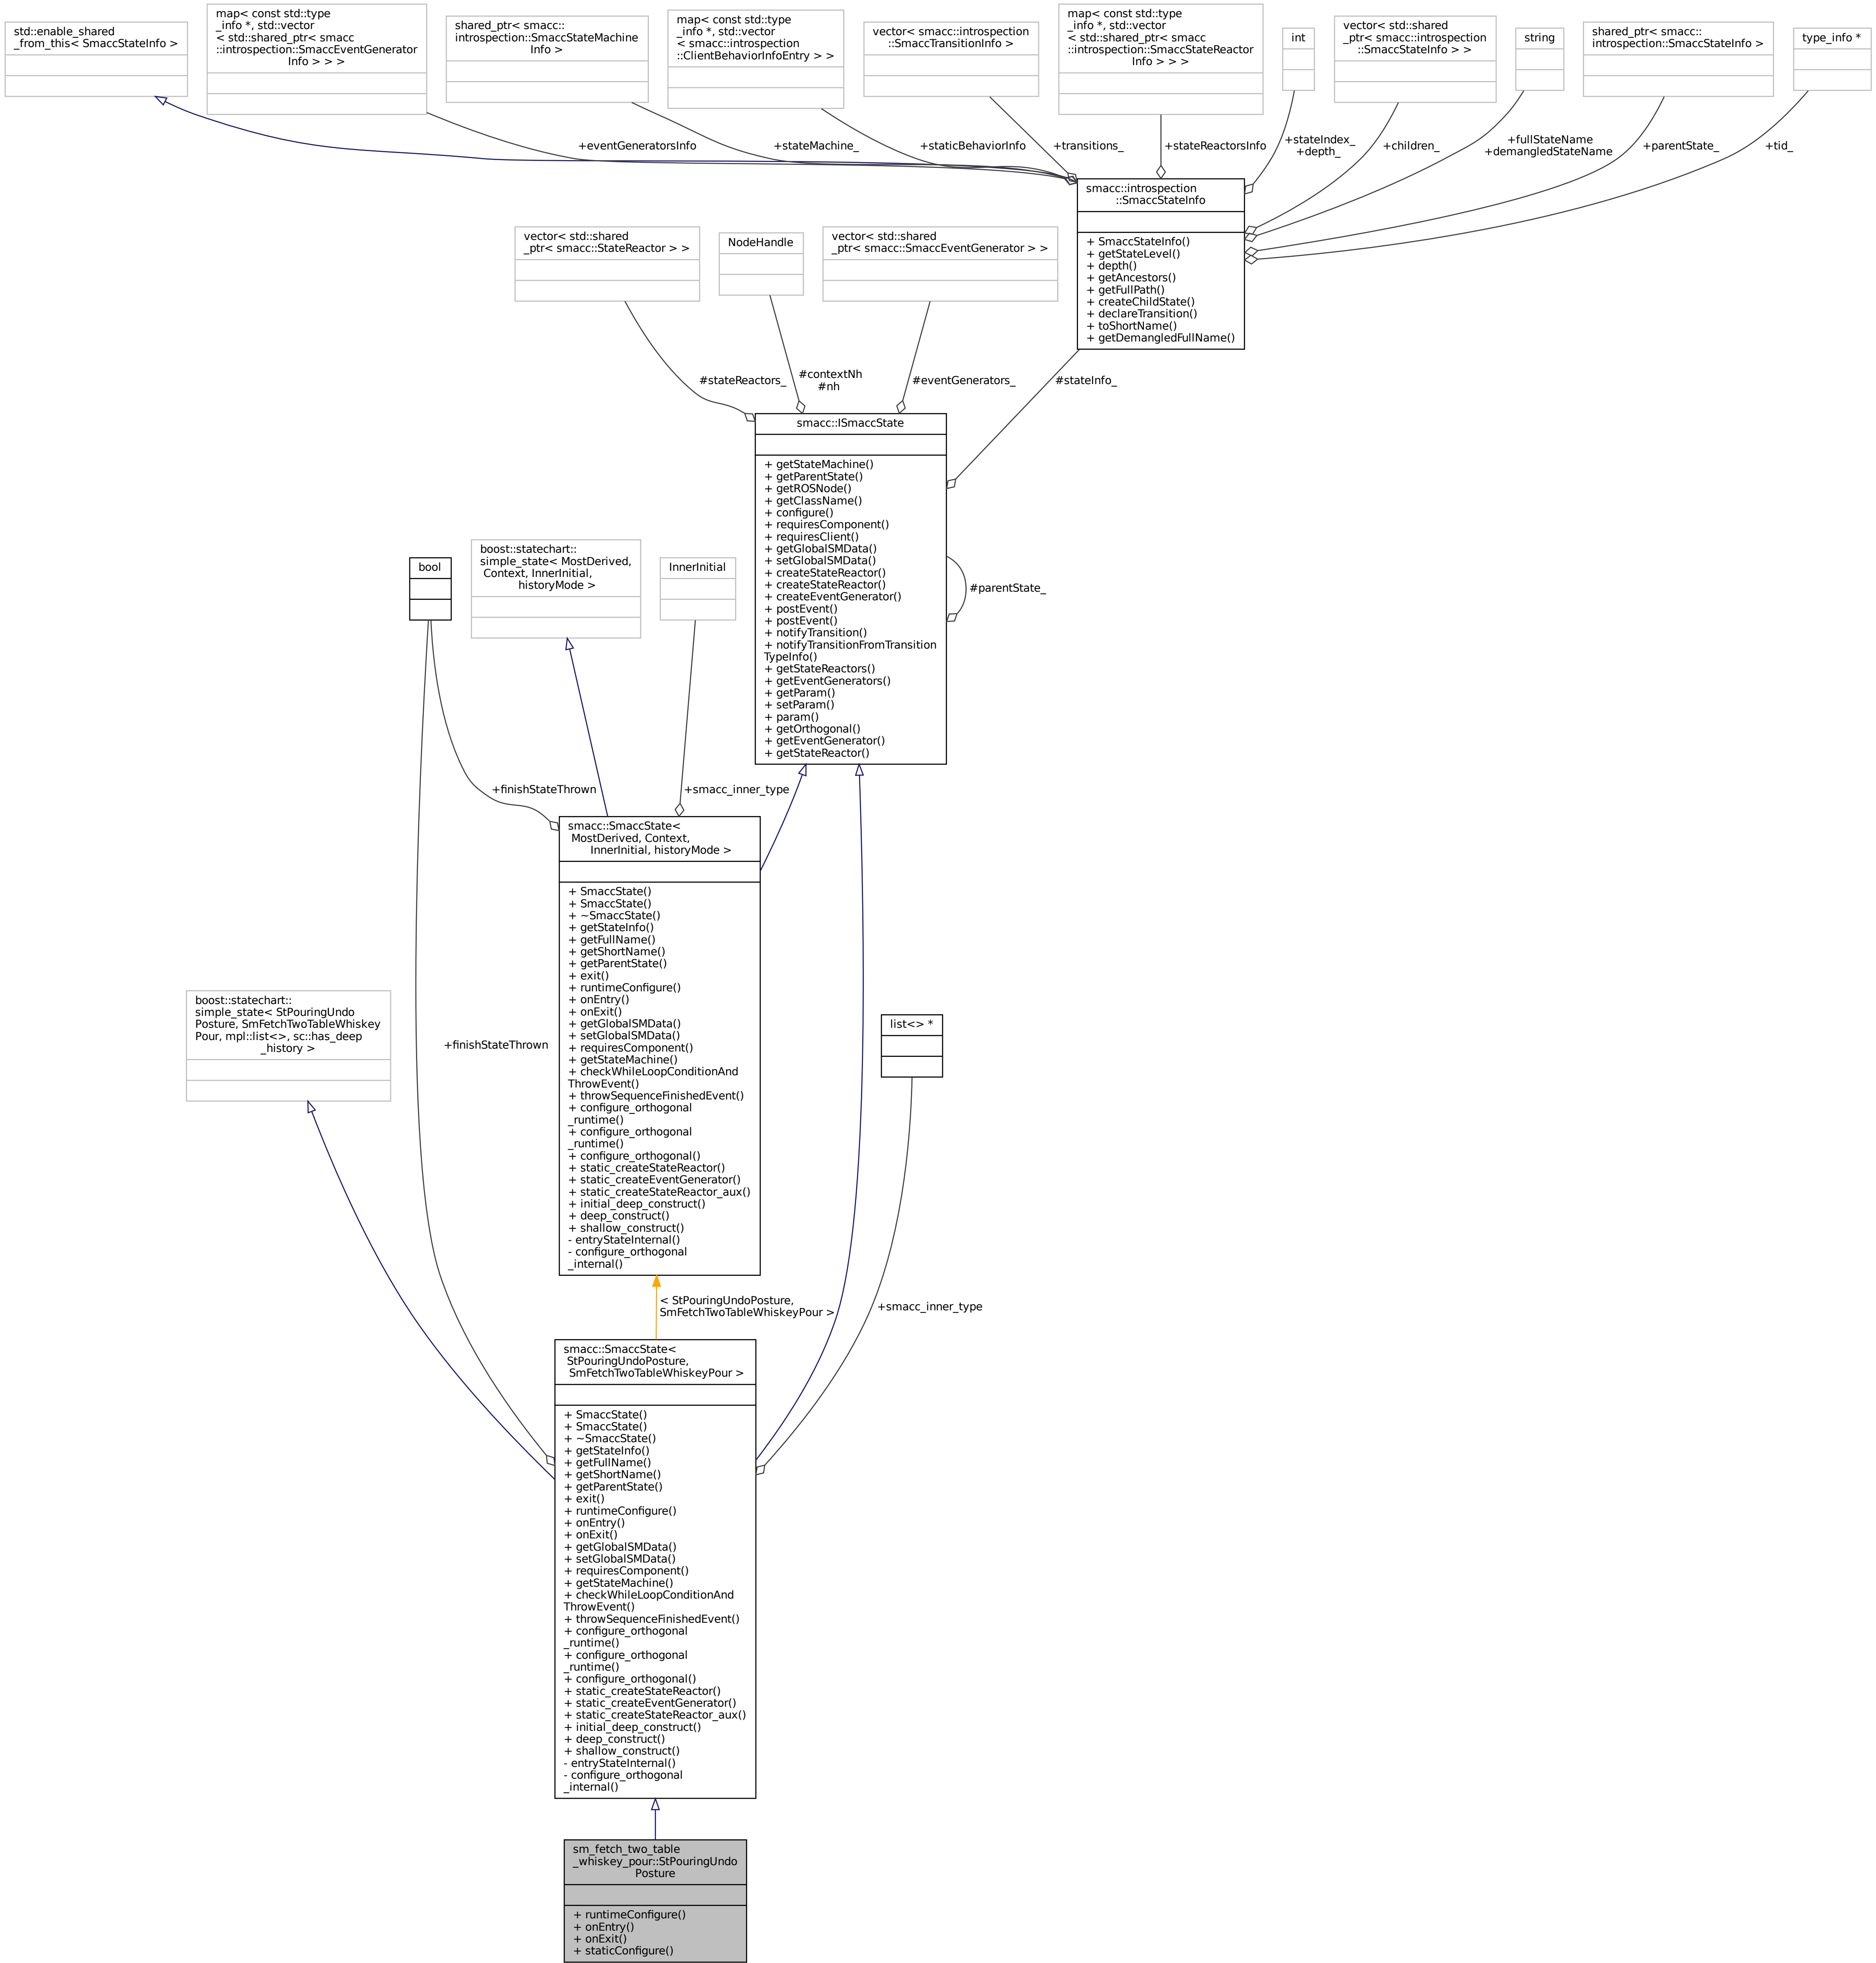 std::enable_shared
_from_this< SmaccStateInfo >
map< const std::type
_info *, std::vector
< std::shared_ptr< smacc
::introspection::SmaccEventGenerator
Info > > >
shared_ptr< smacc::
introspection::SmaccStateMachine
Info >
map< const std::type
_info *, std::vector
< smacc::introspection
::ClientBehaviorInfoEntry > >
vector< smacc::introspection
::SmaccTransitionInfo >
map< const std::type
_info *, std::vector
< std::shared_ptr< smacc
::introspection::SmaccStateReactor
Info > > >
int
vector< std::shared
_ptr< smacc::introspection
::SmaccStateInfo > >
string
shared_ptr< smacc::
introspection::SmaccStateInfo >
type_info *
+eventGeneratorsInfo
+stateMachine_
+staticBehaviorInfo
+transitions_
+stateReactorsInfo
+stateIndex_
+depth_
+children_
+fullStateName
+demangledStateName
+parentState_
+tid_
smacc::introspection
::SmaccStateInfo
+ SmaccStateInfo()
+ getStateLevel()
+ depth()
+ getAncestors()
+ getFullPath()
+ createChildState()
+ declareTransition()
+ toShortName()
+ getDemangledFullName()
vector< std::shared
_ptr< smacc::StateReactor > >
NodeHandle
vector< std::shared
_ptr< smacc::SmaccEventGenerator > >
#stateReactors_
#contextNh
#nh
#eventGenerators_
#stateInfo_
smacc::ISmaccState
+ getStateMachine()
+ getParentState()
+ getROSNode()
+ getClassName()
+ configure()
+ requiresComponent()
+ requiresClient()
+ getGlobalSMData()
+ setGlobalSMData()
+ createStateReactor()
+ createStateReactor()
+ createEventGenerator()
+ postEvent()
+ postEvent()
+ notifyTransition()
+ notifyTransitionFromTransition
TypeInfo()
+ getStateReactors()
+ getEventGenerators()
+ getParam()
+ setParam()
+ param()
+ getOrthogonal()
+ getEventGenerator()
+ getStateReactor()
#parentState_
bool
boost::statechart::
simple_state< MostDerived,
Context, InnerInitial,
historyMode >
InnerInitial
+finishStateThrown
+smacc_inner_type
smacc::SmaccState<
MostDerived, Context,
InnerInitial, historyMode >
+ SmaccState()
+ SmaccState()
+ ~SmaccState()
+ getStateInfo()
+ getFullName()
+ getShortName()
+ getParentState()
+ exit()
+ runtimeConfigure()
+ onEntry()
+ onExit()
+ getGlobalSMData()
+ setGlobalSMData()
+ requiresComponent()
+ getStateMachine()
+ checkWhileLoopConditionAnd
ThrowEvent()
+ throwSequenceFinishedEvent()
+ configure_orthogonal
_runtime()
+ configure_orthogonal
_runtime()
+ configure_orthogonal()
+ static_createStateReactor()
+ static_createEventGenerator()
+ static_createStateReactor_aux()
+ initial_deep_construct()
+ deep_construct()
+ shallow_construct()
- entryStateInternal()
- configure_orthogonal
_internal()
boost::statechart::
simple_state< StPouringUndo
Posture, SmFetchTwoTableWhiskey
Pour, mpl::list<>, sc::has_deep
_history >
+finishStateThrown
list<> *
< StPouringUndoPosture,
SmFetchTwoTableWhiskeyPour >
+smacc_inner_type
smacc::SmaccState<
StPouringUndoPosture,
SmFetchTwoTableWhiskeyPour >
+ SmaccState()
+ SmaccState()
+ ~SmaccState()
+ getStateInfo()
+ getFullName()
+ getShortName()
+ getParentState()
+ exit()
+ runtimeConfigure()
+ onEntry()
+ onExit()
+ getGlobalSMData()
+ setGlobalSMData()
+ requiresComponent()
+ getStateMachine()
+ checkWhileLoopConditionAnd
ThrowEvent()
+ throwSequenceFinishedEvent()
+ configure_orthogonal
_runtime()
+ configure_orthogonal
_runtime()
+ configure_orthogonal()
+ static_createStateReactor()
+ static_createEventGenerator()
+ static_createStateReactor_aux()
+ initial_deep_construct()
+ deep_construct()
+ shallow_construct()
- entryStateInternal()
- configure_orthogonal
_internal()
sm_fetch_two_table
_whiskey_pour::StPouringUndo
Posture
+ runtimeConfigure()
+ onEntry()
+ onExit()
+ staticConfigure()